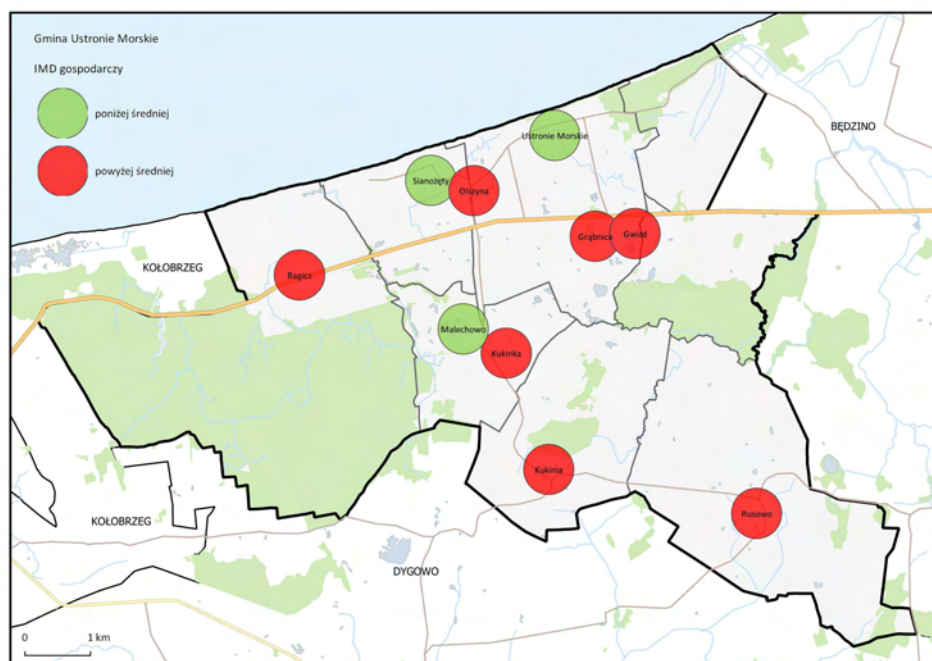 Gmina Ustronie Morskie
IMD gospodarczy
poniżej średniej
powyżej średniej
BĘDZINO
Ustronie Morskie
Sianożęty
Olszyna
Grąbnica
Gwizd
KOŁOBRZEG
Bagicz
Malechowo
Kukinka
Kukinia
Rusowo
KOŁOBRZEG
DYGOWO
0 1 km